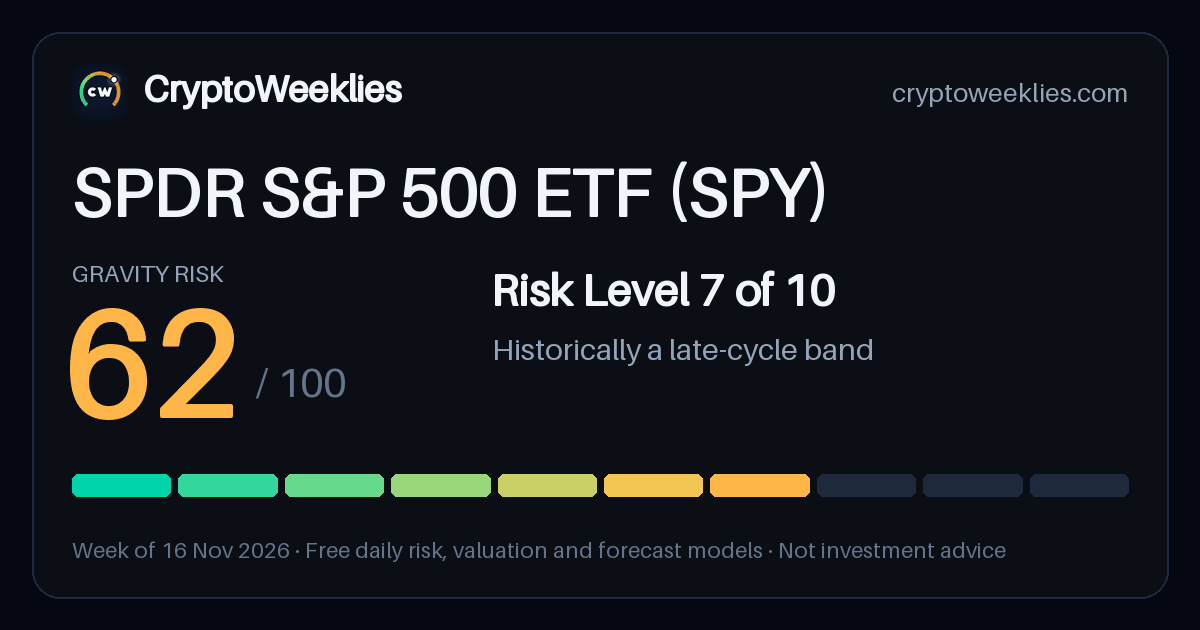 CW
CryptoWeeklies
cryptoweeklies.com
SPDR S&P 500 ETF (SPY)
GRAVITY RISK
62 / 100
Risk Level 7 of 10
Historically a late-cycle band
Week of 16 Nov 2026 · Free daily risk, valuation and forecast models · Not investment advice